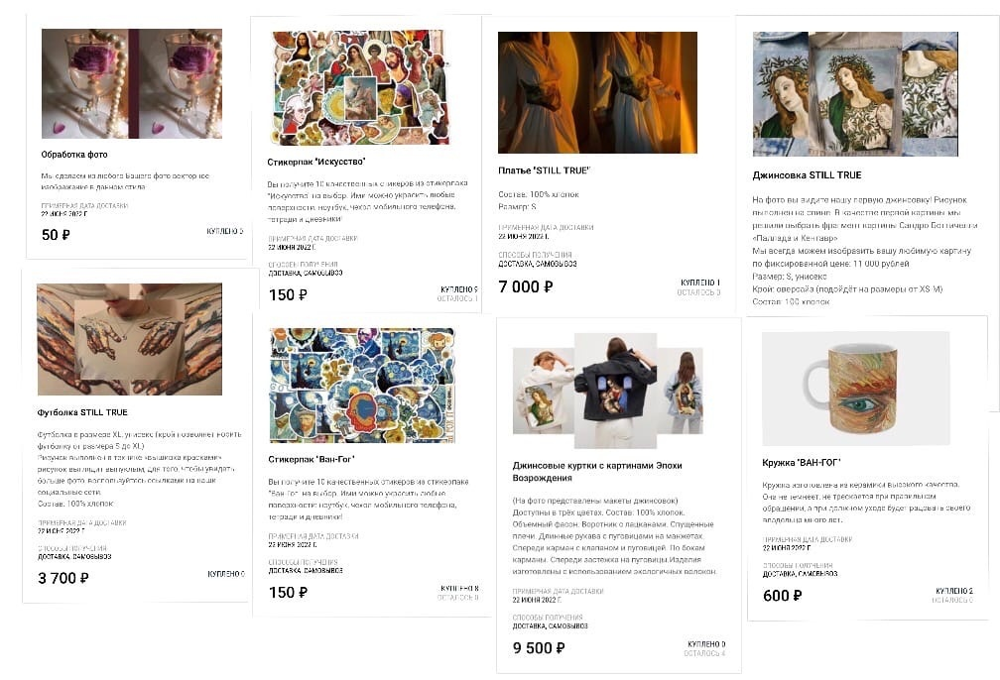 Обработка фото
Мы сделаем из любого Вашего фото векторное
изображение в данном стиле
ПРИМЕРНАЯ ДАТА ДОСТАВКИ
22 ИЮНЯ 2022 Г.
50 ₽
КУПЛЕНО 0
Стикерпак "Искусство"
Вы получите 10 качественных стикеров из стикерпака
"Искусство" на выбор. Ими можно украсить любые
поверхности: ноутбук, чехол мобильного телефона,
тетради и дневники!
ПРИМЕРНАЯ ДАТА ДОСТАВКИ
22 ИЮНЯ 2022 Г.
СПОСОБЫ ПОЛУЧЕНИЯ
ДОСТАВКА, САМОВЫВОЗ
150 ₽
КУПЛЕНО 9
ОСТАЛОСЬ 1
Платье "STILL TRUE"
Состав: 100% хлопок
Размер: S
ПРИМЕРНАЯ ДАТА ДОСТАВКИ
22 ИЮНЯ 2022 Г.
СПОСОБЫ ПОЛУЧЕНИЯ
ДОСТАВКА, САМОВЫВОЗ
7 000 ₽
КУПЛЕНО 1
ОСТАЛОСЬ 0
Джинсовка STILL TRUE
На фото вы видите нашу первую джинсовку! Рисунок
выполнен на спине. В качестве первой картины мы
решили выбрать фрагмент картины Сандро Боттичелли
«Паллада и Кентавр»
Мы всегда можем изобразить вашу любимую картину
по фиксированной цене: 11 000 рублей
Размер: S, унисекс
Крой: оверсайз (подойдёт на размеры от XS-M)
Состав: 100 хлопок
Футболка STILL TRUE
Футболка в размере XL, унисекс (крой позволяет носить
футболку от размера S до XL)
Рисунок выполнен в технике «вышивка красками»
рисунок выглядит выпуклым, для того, чтобы увидеть
больше фото, воспользуйтесь ссылками на наши
социальные сети.
Состав: 100% хлопок
ПРИМЕРНАЯ ДАТА ДОСТАВКИ
22 ИЮНЯ 2022 Г.
СПОСОБЫ ПОЛУЧЕНИЯ
ДОСТАВКА, САМОВЫВОЗ
3 700 ₽
КУПЛЕНО 0
Стикерпак "Ван-Гог"
Вы получите 10 качественных стикеров из стикерпака
"Ван-Гог" на выбор. Ими можно украсить любые
поверхности: ноутбук, чехол мобильного телефона,
тетради и дневники!
ПРИМЕРНАЯ ДАТА ДОСТАВКИ
22 ИЮНЯ 2022 Г.
СПОСОБЫ ПОЛУЧЕНИЯ
ДОСТАВКА, САМОВЫВОЗ
150 ₽
КУПЛЕНО 8
ОСТАЛОСЬ 0
Джинсовые куртки с картинами Эпохи
Возрождения
(На фото представлены макеты джинсовок)
Доступны в трёх цветах. Состав: 100% хлопок.
Объемный фасон. Воротник с лацканами. Спущенные
плечи. Длинные рукава с пуговицами на манжетах.
Спереди карман с клапаном и пуговицей. По бокам
карманы. Спереди застежка на пуговицы.Изделия
изготовлены с использованием экологичных волокон.
ПРИМЕРНАЯ ДАТА ДОСТАВКИ
22 ИЮНЯ 2022 Г.
СПОСОБЫ ПОЛУЧЕНИЯ
ДОСТАВКА, САМОВЫВОЗ
9 500 ₽
КУПЛЕНО 0
ОСТАЛОСЬ 4
Кружка "ВАН-ГОГ"
Кружка изготовлена из керамики высокого качества.
Она не темнеет, не трескается при правильном
обращении, а при должном уходе будет радовать своего
владельца много лет.
ПРИМЕРНАЯ ДАТА ДОСТАВКИ
22 ИЮНЯ 2022 Г.
СПОСОБЫ ПОЛУЧЕНИЯ
ДОСТАВКА, САМОВЫВОЗ
600 ₽
КУПЛЕНО 2
ОСТАЛОСЬ 0